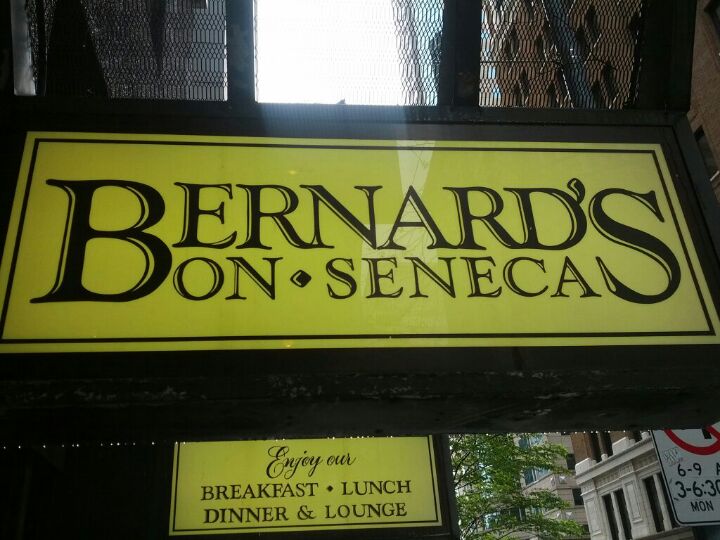 BERNARD'S
ON · SENECA
Enjoy our
BREAKFAST · LUNCH
DINNER & LOUNGE
6-9 A
3-6:30
MON